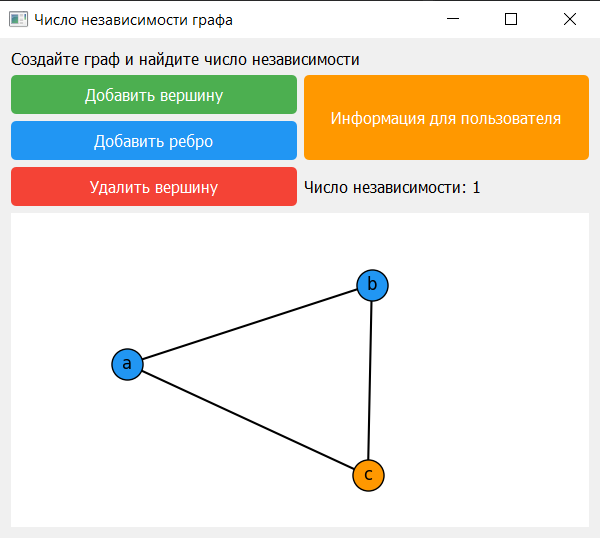 Число независимости графа
Создайте граф и найдите число независимости
Добавить вершину
Информация для пользователя
Добавить ребро
Удалить вершину
Число независимости: 1
b
a
c